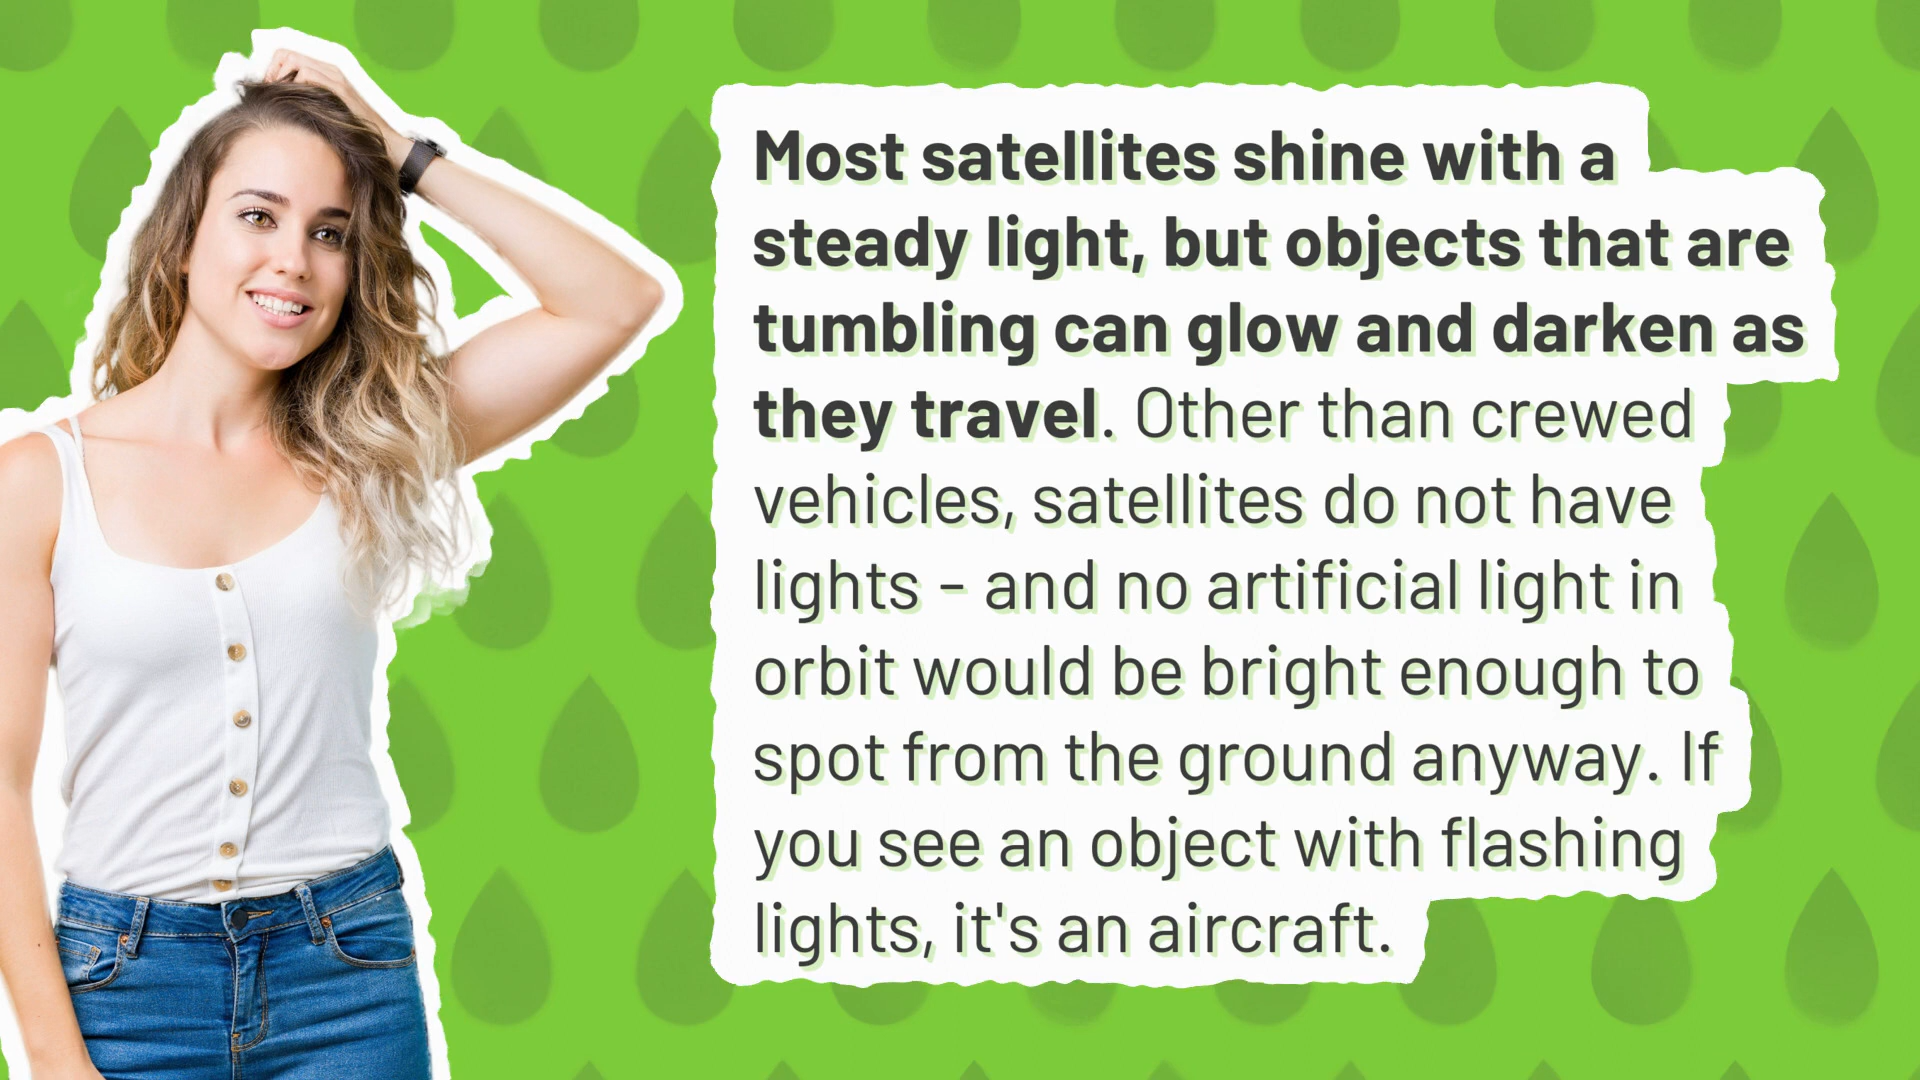 Most satellites shine with a
steady light, but objects that are
tumbling can glow and darken as
they travel. Other than crewed
vehicles, satellites do not have
lights - and no artificial light in
orbit would be bright enough to
spot from the ground anyway. If
you see an object with flashing
lights, it's an aircraft.